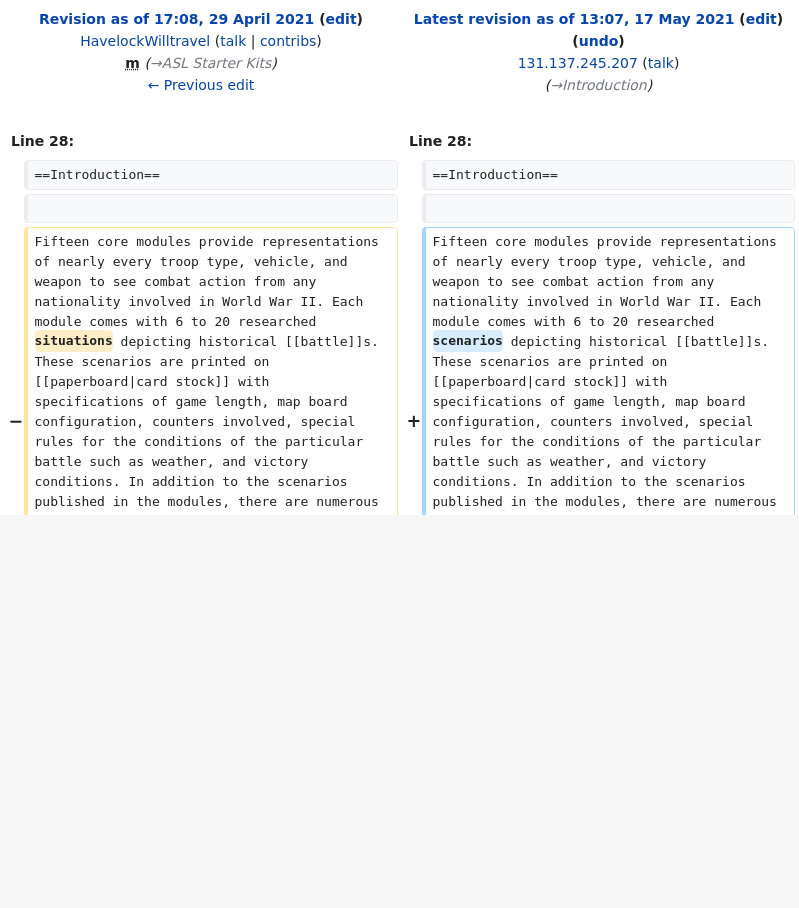 Revision as of 17:08, 29 April 2021 (edit)
HavelockWilltravel (talk | contribs)
m (→ASL Starter Kits)
← Previous edit
Latest revision as of 13:07, 17 May 2021 (edit)
(undo)
131.137.245.207 (talk)
(→Introduction)
Line 28:
Line 28:
==Introduction==
==Introduction==
−
Fifteen core modules provide representations
of nearly every troop type, vehicle, and
weapon to see combat action from any
nationality involved in World War II. Each
module comes with 6 to 20 researched
situations depicting historical [[battle]]s.
These scenarios are printed on
[[paperboard|card stock]] with
specifications of game length, map board
configuration, counters involved, special
rules for the conditions of the particular
battle such as weather, and victory
conditions. In addition to the scenarios
published in the modules, there are numerous
+
Fifteen core modules provide representations
of nearly every troop type, vehicle, and
weapon to see combat action from any
nationality involved in World War II. Each
module comes with 6 to 20 researched
scenarios depicting historical [[battle]]s.
These scenarios are printed on
[[paperboard|card stock]] with
specifications of game length, map board
configuration, counters involved, special
rules for the conditions of the particular
battle such as weather, and victory
conditions. In addition to the scenarios
published in the modules, there are numerous